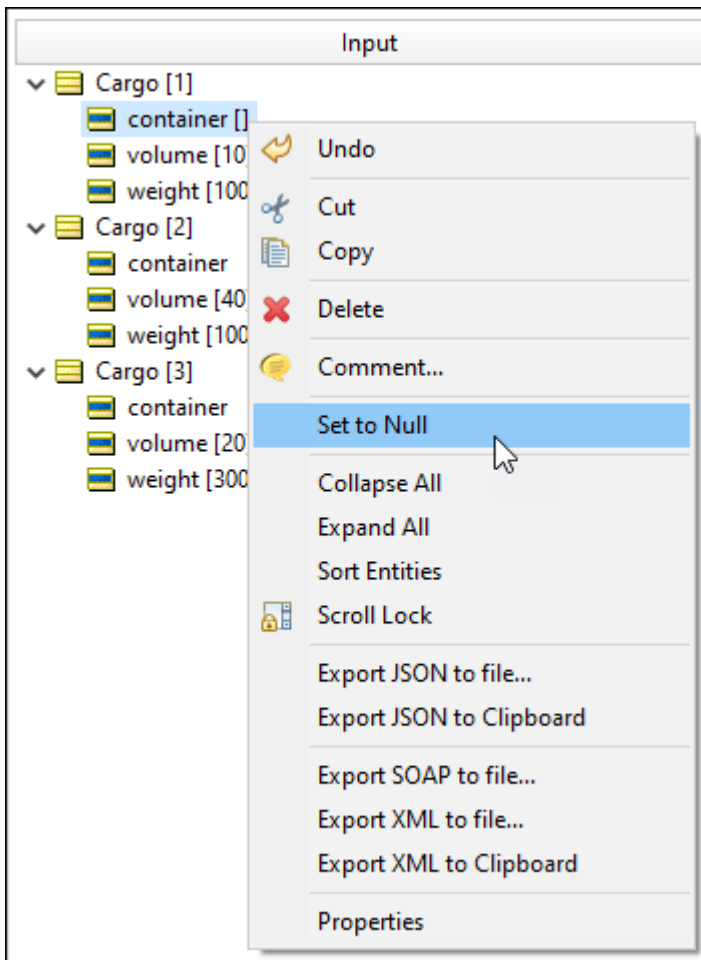 Input
Cargo [1]
container []
volume [10
weight [100
Cargo [2]
container
volume [40
weight [100
Cargo [3]
container
volume [20
weight [300
Undo
Cut
Copy
Delete
Comment...
Set to Null
Collapse All
Expand All
Sort Entities
Scroll Lock
Export JSON to file...
Export JSON to Clipboard
Export SOAP to file...
Export XML to file...
Export XML to Clipboard
Properties